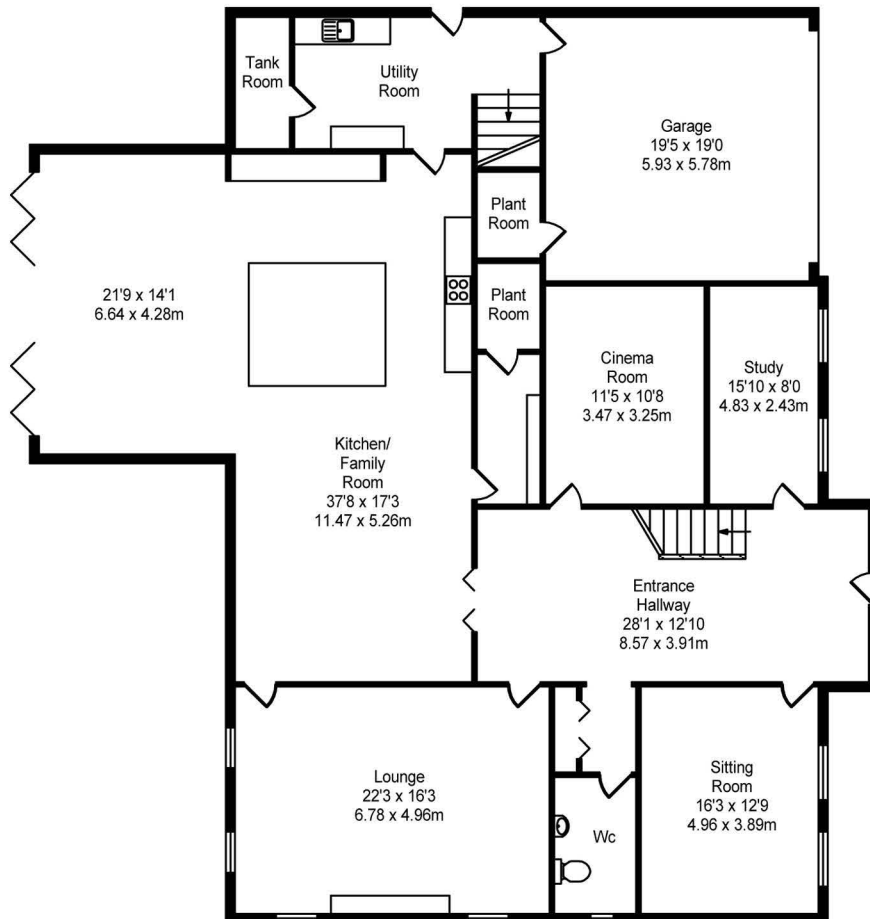 Tank
Room
Utility
Room
Garage
19'5 x 19'0
5.93 x 5.78m
Plant
Room
Plant
Room
21'9 x 14'1
6.64 x 4.28m
Cinema
Room
11'5 x 10'8
3.47 x 3.25m
Study
15'10 x 8'0
4.83 x 2.43m
Kitchen/
Family
Room
37'8 x 17'3
11.47 x 5.26m
Entrance
Hallway
28'1 x 12'10
8.57 x 3.91m
Lounge
22'3 x 16'3
6.78 x 4.96m
Wc
Sitting
Room
16'3 x 12'9
4.96 x 3.89m